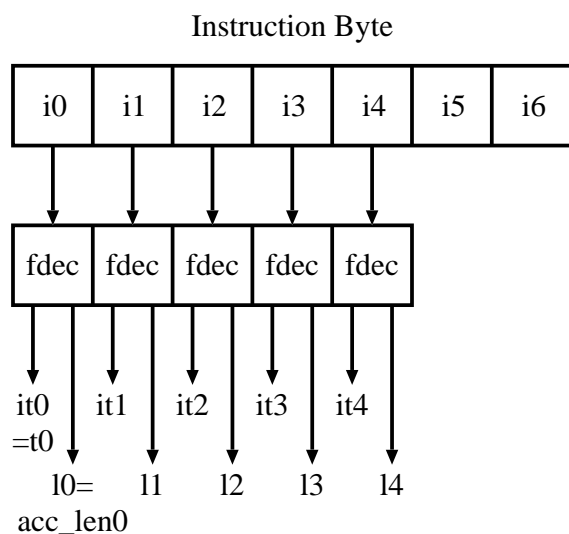 Instruction Byte
i0 i1 i2 i3 i4 i5 i6
fdec fdec fdec fdec fdec
it0 it1 it2 it3 it4
=t0
l0= l1 l2 l3 l4
acc_len0